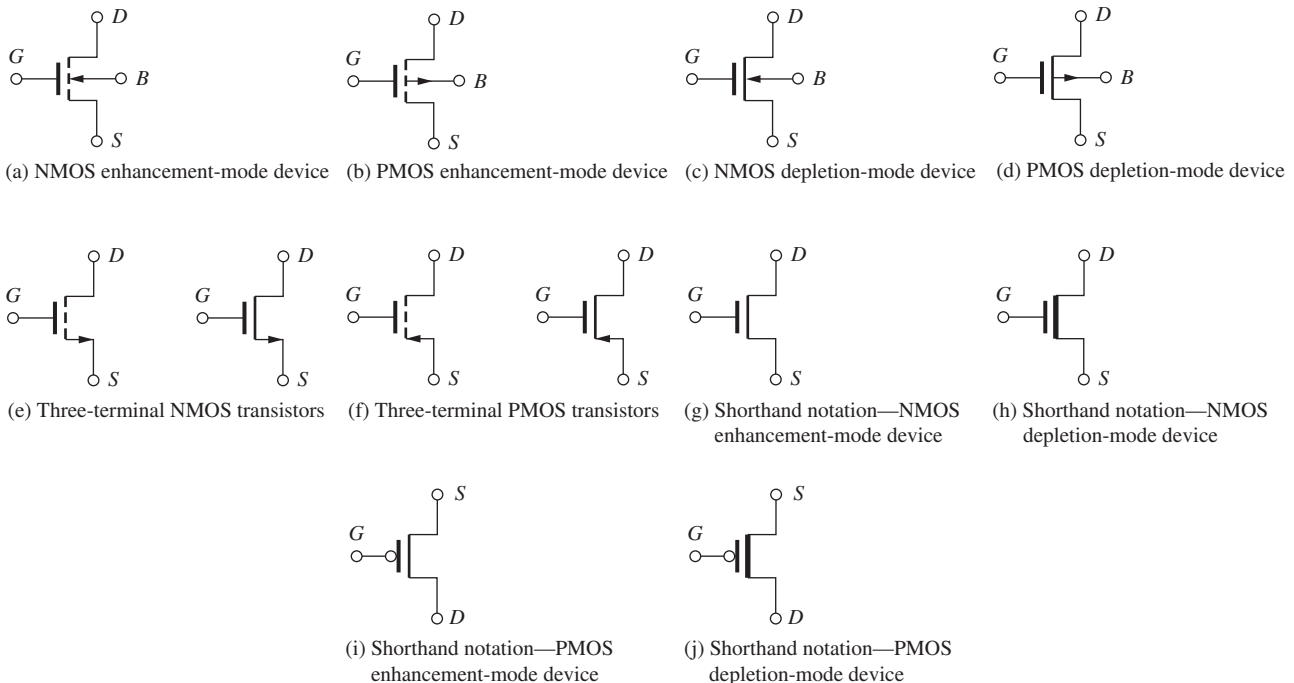 D
G
B
S
(a) NMOS enhancement-mode device
D
G
B
S
(b) PMOS enhancement-mode device
D
G
B
S
(c) NMOS depletion-mode device
D
G
B
S
(d) PMOS depletion-mode device
D
G
S
D
G
S
(e) Three-terminal NMOS transistors
D
G
S
D
G
S
(f) Three-terminal PMOS transistors
D
G
S
(g) Shorthand notation—NMOS
enhancement-mode device
D
G
S
(h) Shorthand notation—NMOS
depletion-mode device
S
G
D
(i) Shorthand notation—PMOS
enhancement-mode device
S
G
D
(j) Shorthand notation—PMOS
depletion-mode device